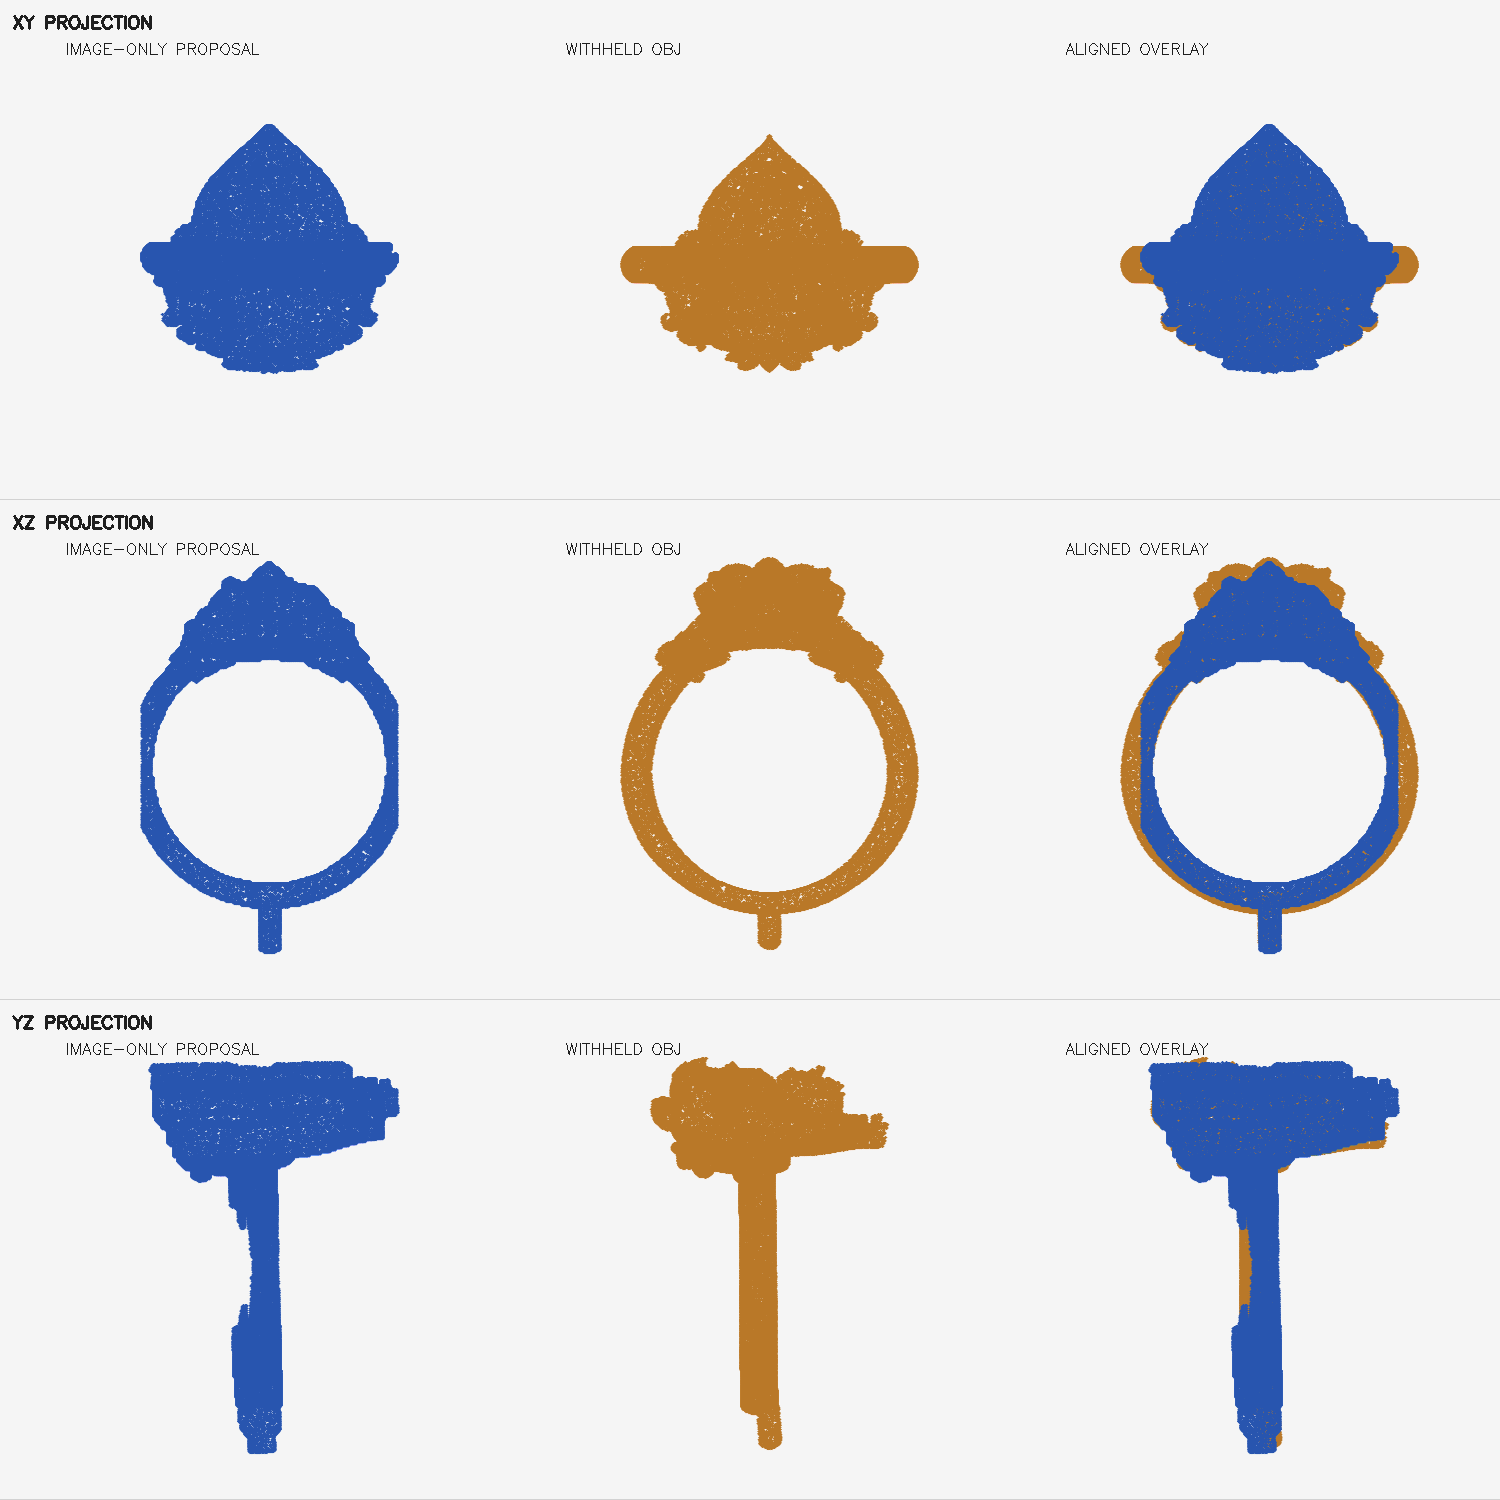 XY PROJECTION
IMAGE-ONLY PROPOSAL
WITHHELD OBJ
ALIGNED OVERLAY
XZ PROJECTION
IMAGE-ONLY PROPOSAL
WITHHELD OBJ
ALIGNED OVERLAY
YZ PROJECTION
IMAGE-ONLY PROPOSAL
WITHHELD OBJ
ALIGNED OVERLAY